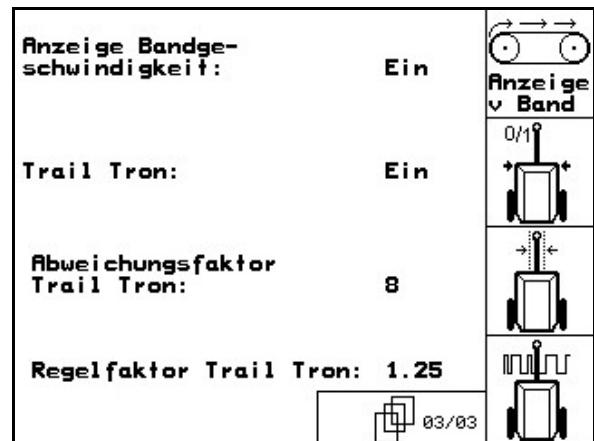 Anzeige Bandge-
schwindigkeit: Ein
Anzeige
v Band
0/1
Trail Tron: Ein
Abweichungsfaktor
Trail Tron: 8
Regelfaktor Trail Tron: 1.25
03/03